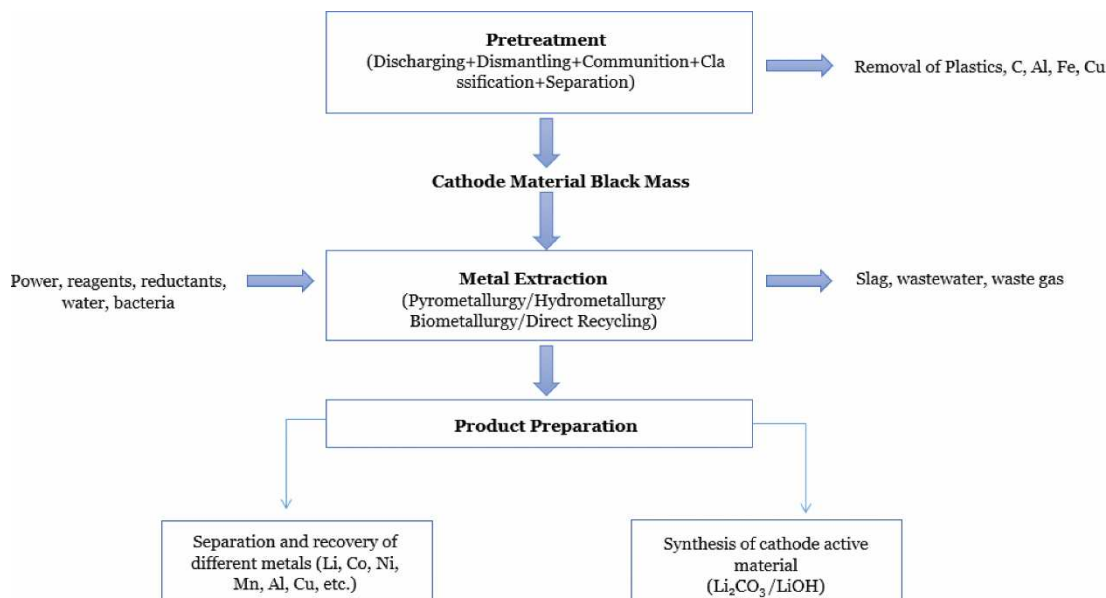 Pretreatment
(Discharging+Dismantling+Communition+Cla
ssification+Separation)
Removal of Plastics, C, Al, Fe, Cu
Cathode Material Black Mass
Power, reagents, reductants,
water, bacteria
Metal Extraction
(Pyrometallurgy/Hydrometallurgy
Biometallurgy/Direct Recycling)
Slag, wastewater, waste gas
Product Preparation
Separation and recovery of
different metals (Li, Co, Ni,
Mn, Al, Cu, etc.)
Synthesis of cathode active
material
(Li₂CO₃/LiOH)